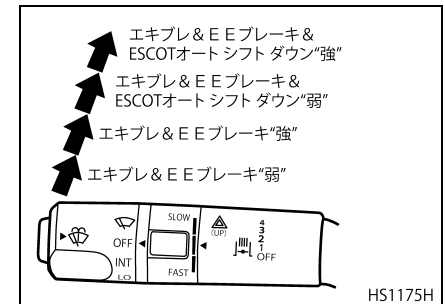 エキブレ＆ＥＥブレーキ＆
ESCOTオート シフト ダウン“強”
エキブレ＆ＥＥブレーキ＆
ESCOTオート シフト ダウン“弱”
エキブレ＆ＥＥブレーキ“強”
エキブレ＆ＥＥブレーキ“弱”
OFF
INT
LO
SLOW
FAST
(UP)
4
3
2
1
OFF
HS1175H